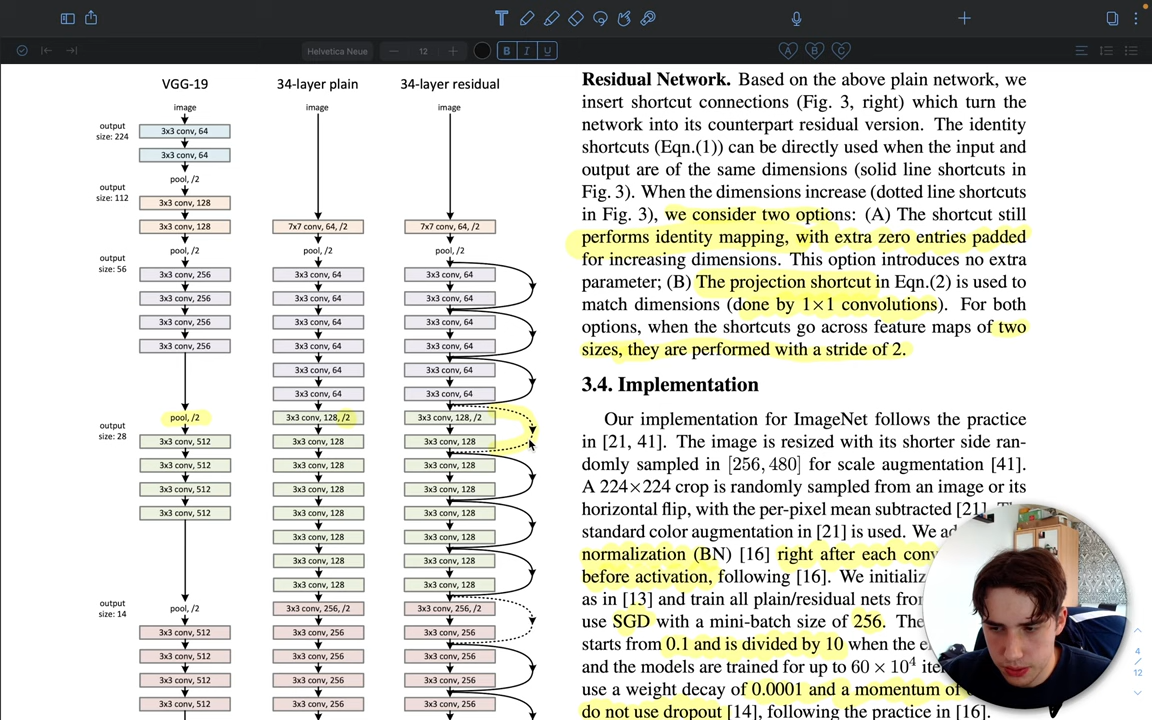 Helvetica Neue
12
B I U
A B C
VGG-19
34-layer plain
34-layer residual
image
image
image
output
size: 224
3x3 conv, 64
3x3 conv, 64
pool, /2
output
size: 112
3x3 conv, 128
3x3 conv, 128
7x7 conv, 64, /2
7x7 conv, 64, /2
pool, /2
pool, /2
pool, /2
output
size: 56
3x3 conv, 256
3x3 conv, 64
3x3 conv, 64
3x3 conv, 256
3x3 conv, 64
3x3 conv, 64
3x3 conv, 256
3x3 conv, 64
3x3 conv, 64
3x3 conv, 256
3x3 conv, 64
3x3 conv, 64
3x3 conv, 64
3x3 conv, 64
3x3 conv, 64
3x3 conv, 64
pool, /2
3x3 conv, 128, /2
3x3 conv, 128, /2
output
size: 28
3x3 conv, 512
3x3 conv, 128
3x3 conv, 128
3x3 conv, 512
3x3 conv, 128
3x3 conv, 128
3x3 conv, 512
3x3 conv, 128
3x3 conv, 128
3x3 conv, 512
3x3 conv, 128
3x3 conv, 128
3x3 conv, 128
3x3 conv, 128
3x3 conv, 128
3x3 conv, 128
3x3 conv, 128
3x3 conv, 128
output
size: 14
pool, /2
3x3 conv, 256, /2
3x3 conv, 256, /2
3x3 conv, 512
3x3 conv, 256
3x3 conv, 256
3x3 conv, 512
3x3 conv, 256
3x3 conv, 256
3x3 conv, 512
3x3 conv, 256
3x3 conv, 256
3x3 conv, 512
3x3 conv, 256
3x3 conv, 256
Residual Network. Based on the above plain network, we
insert shortcut connections (Fig. 3, right) which turn the
network into its counterpart residual version. The identity
shortcuts (Eqn.(1)) can be directly used when the input and
output are of the same dimensions (solid line shortcuts in
Fig. 3). When the dimensions increase (dotted line shortcuts
in Fig. 3), we consider two options: (A) The shortcut still
performs identity mapping, with extra zero entries padded
for increasing dimensions. This option introduces no extra
parameter; (B) The projection shortcut in Eqn.(2) is used to
match dimensions (done by 1×1 convolutions). For both
options, when the shortcuts go across feature maps of two
sizes, they are performed with a stride of 2.
3.4. Implementation
Our implementation for ImageNet follows the practice
in [21, 41]. The image is resized with its shorter side ran-
domly sampled in [256, 480] for scale augmentation [41].
A 224×224 crop is randomly sampled from an image or its
horizontal flip, with the per-pixel mean subtracted [21].
standard color augmentation in [21] is used. We
normalization (BN) [16] right after each
before activation, following [16]. We
as in [13] and train all plain/residual nets
use SGD with a mini-batch size of 256. The
starts from 0.1 and is divided by 10 when the
and the models are trained for up to 60 × 10⁴
use a weight decay of 0.0001 and a momentum of
do not use dropout [14], following the practice in [16].
4
/
12